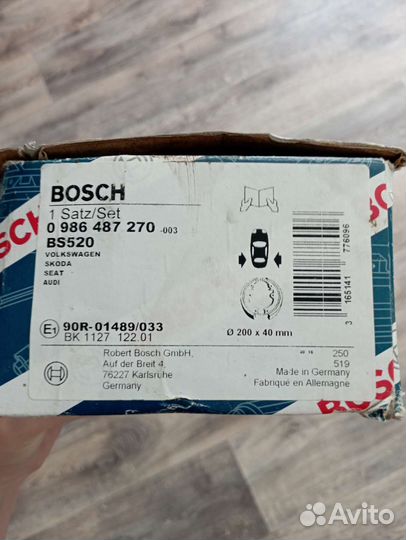 BOSCH
1 Satz/Set
0 986 487 270 -003
BS520
VOLKSWAGEN
SKODA
SEAT
AUDI
E1 90R-01489/033
BK 1127 122.01
Robert Bosch GmbH,
Auf der Breit 4,
76227 Karlsruhe
Germany
Ø 200 x 40 mm
250
519
Made in Germany
Fabriqué en Allemagne
3 165141 776096
Avito